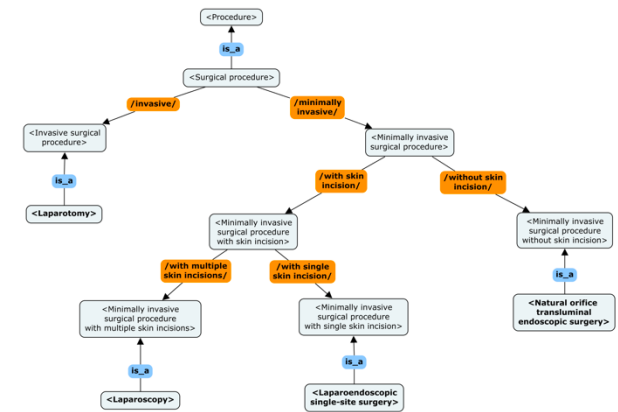 <Procedure>
is_a
<Surgical procedure>
/invasive/
/minimally
invasive/
<Invasive surgical
procedure>
<Minimally invasive
surgical procedure>
is_a
/with skin
incision/
/without skin
incision/
<Laparotomy>
<Minimally invasive
surgical procedure
with skin incision>
<Minimally invasive
surgical procedure
without skin incision>
/with multiple
skin incisions/
/with single
skin incision/
is_a
<Minimally invasive
surgical procedure
with multiple skin incisions>
<Minimally invasive
surgical procedure
with single skin incision>
<Natural orifice
transluminal
endoscopic surgery>
is_a
is_a
<Laparoscopy>
<Laparoendoscopic
single-site surgery>